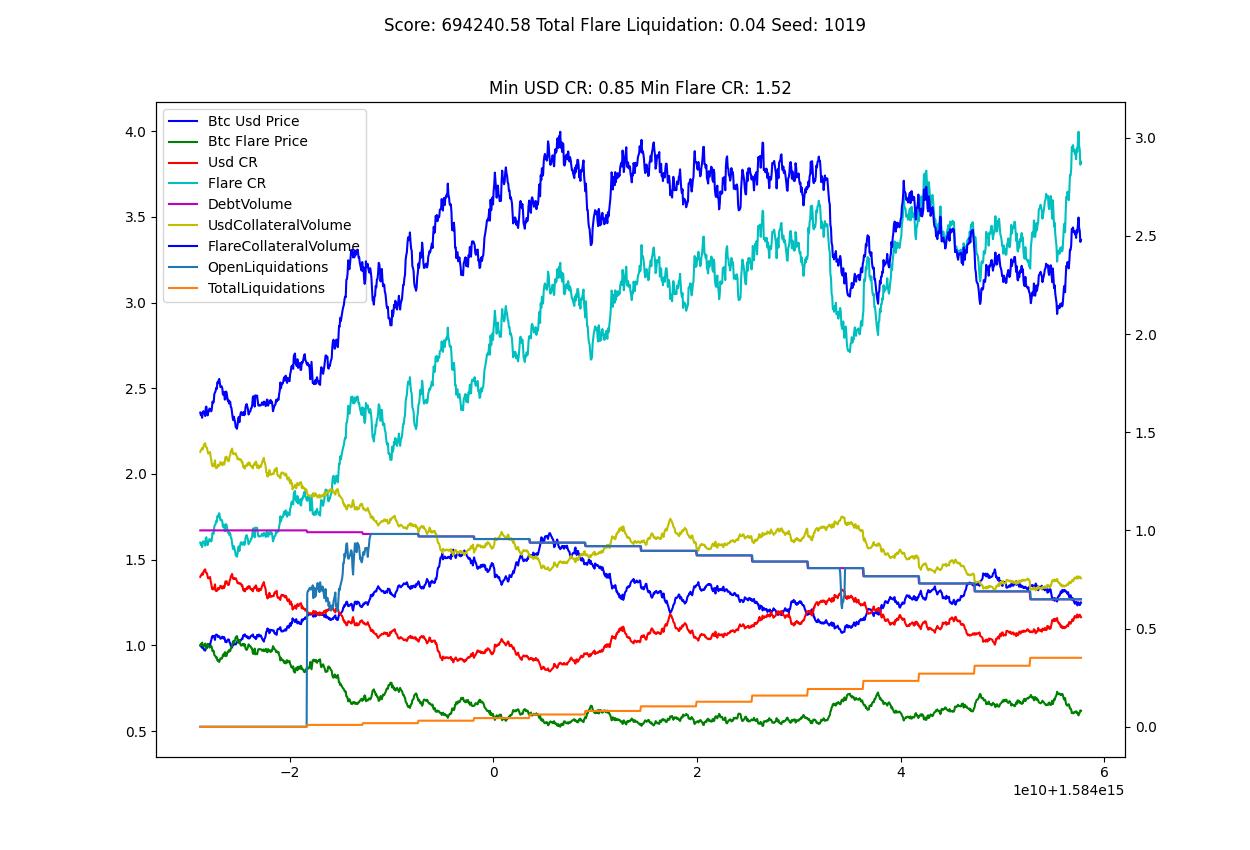 Score: 694240.58 Total Flare Liquidation: 0.04 Seed: 1019
Min USD CR: 0.85 Min Flare CR: 1.52
Btc Usd Price
Btc Flare Price
Usd CR
Flare CR
DebtVolume
UsdCollateralVolume
FlareCollateralVolume
OpenLiquidations
TotalLiquidations
4.0
3.5
3.0
2.5
2.0
1.5
1.0
0.5
3.0
2.5
2.0
1.5
1.0
0.5
0.0
−2 0 2 4 6
1e10+1.584e15